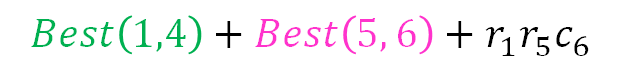 Best(1,4) + Best(5, 6) + r₁r₅c₆